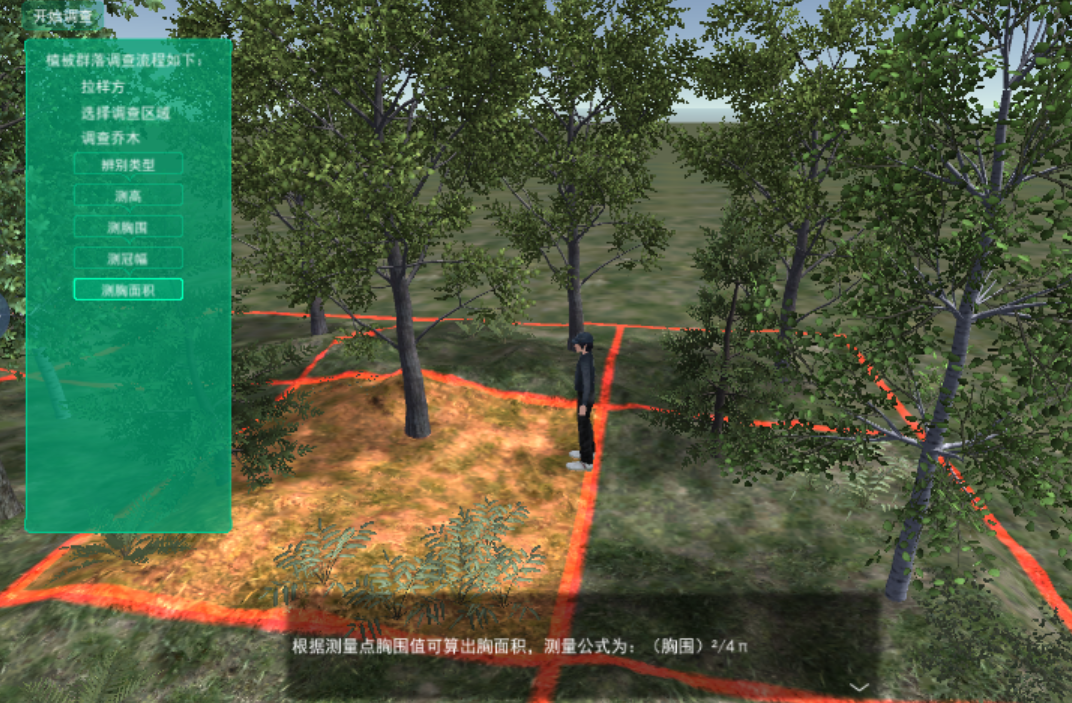 开始调查
植被群落调查流程如下：
拉样方
选择调查区域
调查乔木
辨别类型
测高
测胸围
测冠幅
测胸面积
根据测量点胸围值可算出胸面积，测量公式为：（胸围）²/4π